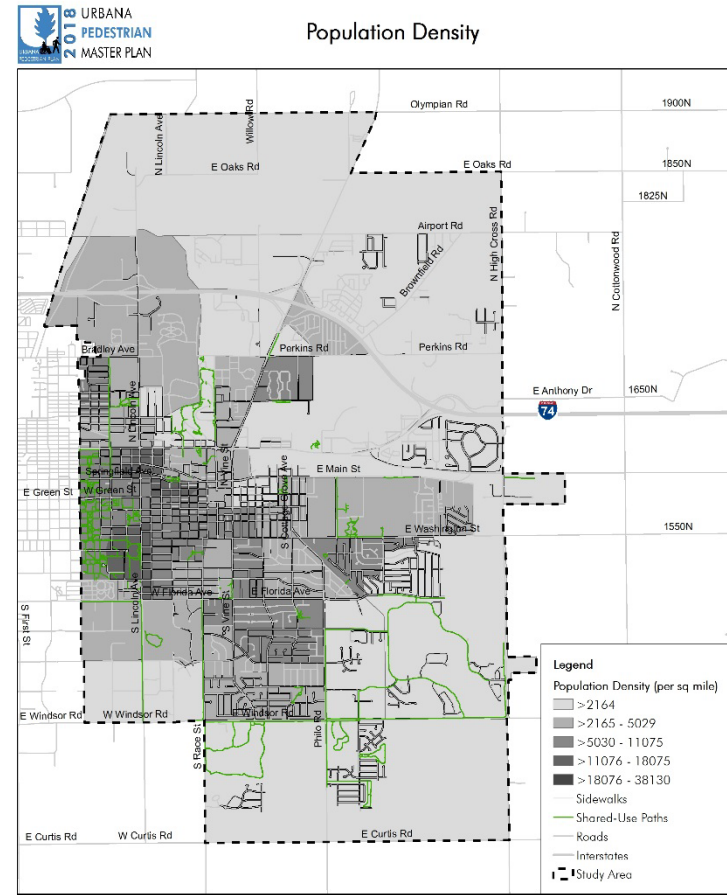 2018
URBANA
PEDESTRIAN
MASTER PLAN
URBANA
PEDESTRIAN PLAN
Population Density
Olympian Rd
1900N
N Lincoln Ave
Willow Rd
E Oaks Rd
E Oaks Rd
1850N
1825N
Airport Rd
N High Cross Rd
Brownfield Rd
N Cottonwood Rd
Bradley Ave
Perkins Rd
Perkins Rd
E Anthony Dr
1650N
74
N Lincoln Ave
N Vine St
S Cottage Grove Ave
Springfield Ave
E Main St
E Green St
W Green St
E Washington St
1550N
S First St
S Lincoln Ave
W Florida Ave
S Vine St
E Florida Ave
E Windsor Rd
W Windsor Rd
E Windsor Rd
S Race St
Philo Rd
E Curtis Rd
W Curtis Rd
E Curtis Rd
Legend
Population Density (per sq mile)
>2164
>2165 - 5029
>5030 - 11075
>11076 - 18075
>18076 - 38130
Sidewalks
Shared-Use Paths
Roads
Interstates
Study Area